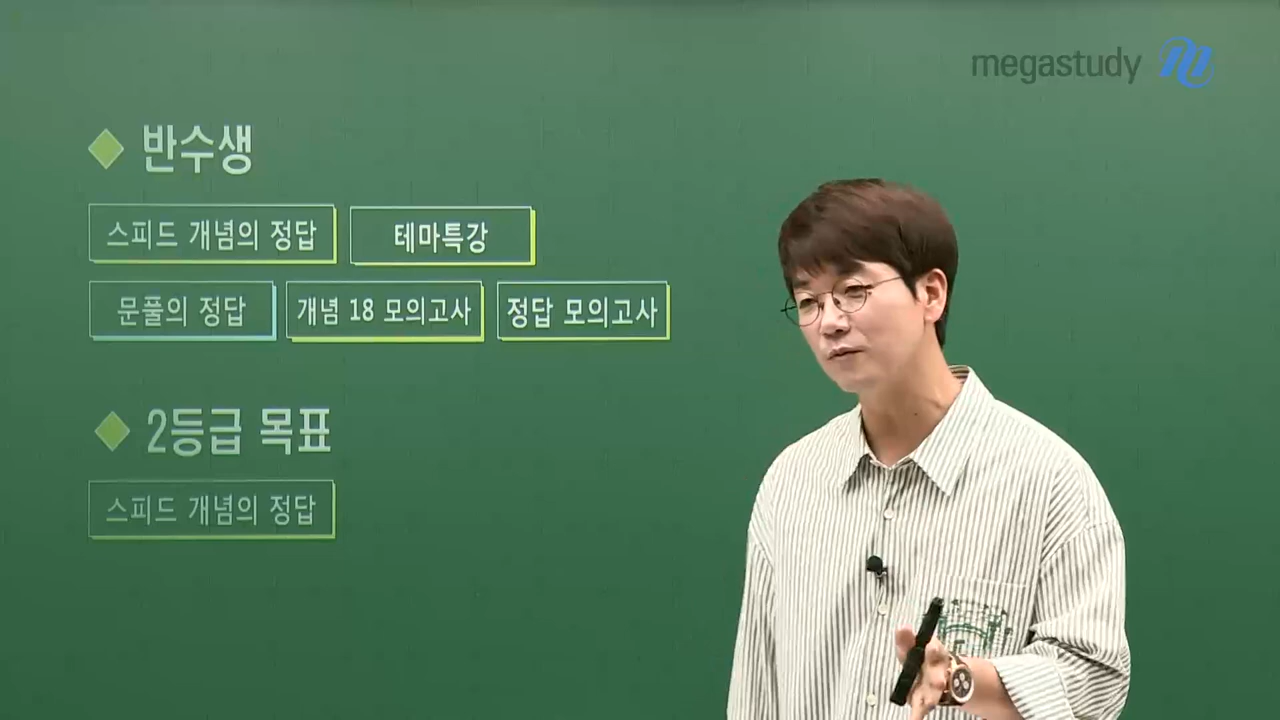 megastudy
반수생
스피드 개념의 정답 테마특강
문풀의 정답 개념 18 모의고사 정답 모의고사
2등급 목표
스피드 개념의 정답